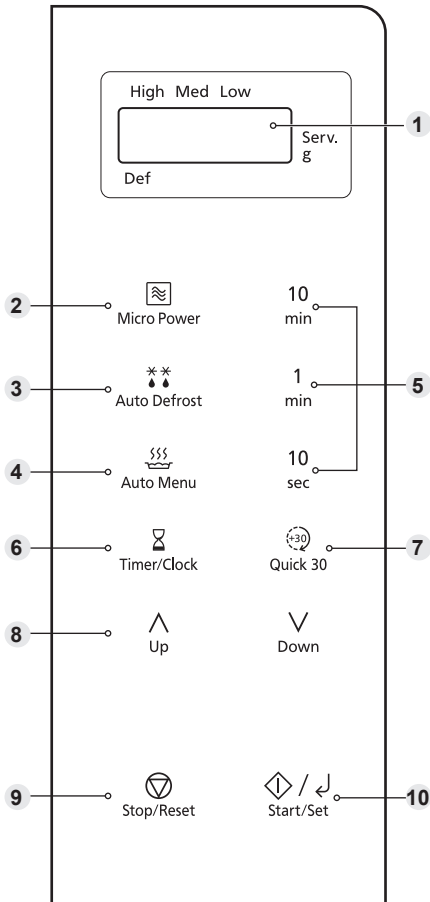 High Med Low
1
Serv.
g
Def
2
Micro Power
10
min
3
Auto Defrost
1
min
5
4
Auto Menu
10
sec
6
Timer/Clock
+30
Quick 30
7
8
Up
Down
9
Stop/Reset
/
Start/Set
10